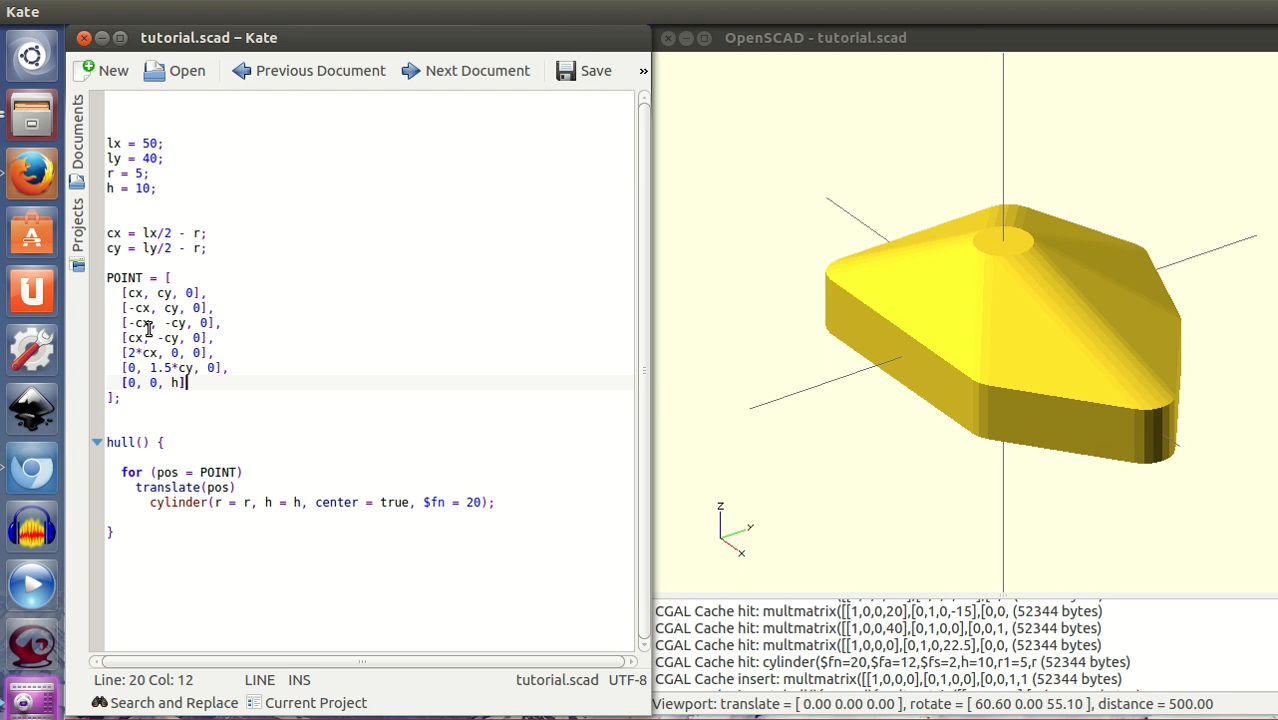 Kate
tutorial.scad – Kate
New
Open
Previous Document
Next Document
Save
»
Documents
Projects
lx = 50;
ly = 40;
r = 5;
h = 10;
cx = lx/2 - r;
cy = ly/2 - r;
POINT = [
[cx, cy, 0],
[-cx, cy, 0],
[-cx, -cy, 0],
[cx, -cy, 0],
[2*cx, 0, 0],
[0, 1.5*cy, 0],
[0, 0, h]
];
hull() {
for (pos = POINT)
translate(pos)
cylinder(r = r, h = h, center = true, $fn = 20);
}
Line: 20 Col: 12
LINE
INS
tutorial.scad
UTF-8
Search and Replace
Current Project
OpenSCAD - tutorial.scad
Z
Y
X
CGAL Cache hit: multmatrix([[1,0,0,20],[0,1,0,-15],[0,0, (52344 bytes)
CGAL Cache hit: multmatrix([[1,0,0,40],[0,1,0,0],[0,0,1, (52344 bytes)
CGAL Cache hit: multmatrix([[1,0,0,0],[0,1,0,22.5],[0,0, (52344 bytes)
CGAL Cache hit: cylinder($fn=20,$fa=12,$fs=2,h=10,r1=5,r (52344 bytes)
CGAL Cache insert: multmatrix([[1,0,0,0],[0,1,0,0],[0,0,1,1 (52344 bytes)
Viewport: translate = [ 0.00 0.00 0.00 ], rotate = [ 60.60 0.00 55.10 ], distance = 500.00